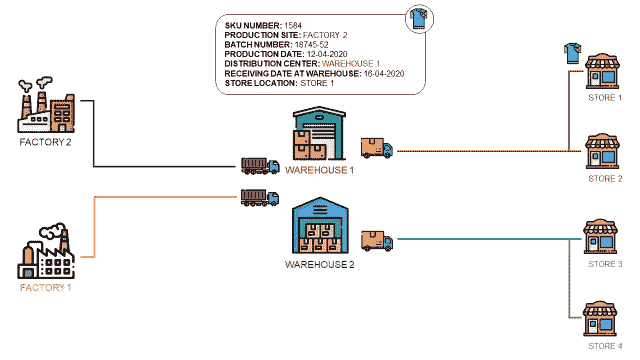 SKU NUMBER: 1584
PRODUCTION SITE: FACTORY 2
BATCH NUMBER: 18745-52
PRODUCTION DATE: 12-04-2020
DISTRIBUTION CENTER: WAREHOUSE 1
RECEIVING DATE AT WAREHOUSE: 16-04-2020
STORE LOCATION: STORE 1
STORE 1
FACTORY 2
WAREHOUSE 1
STORE 2
WAREHOUSE 2
STORE 3
FACTORY 1
STORE 4